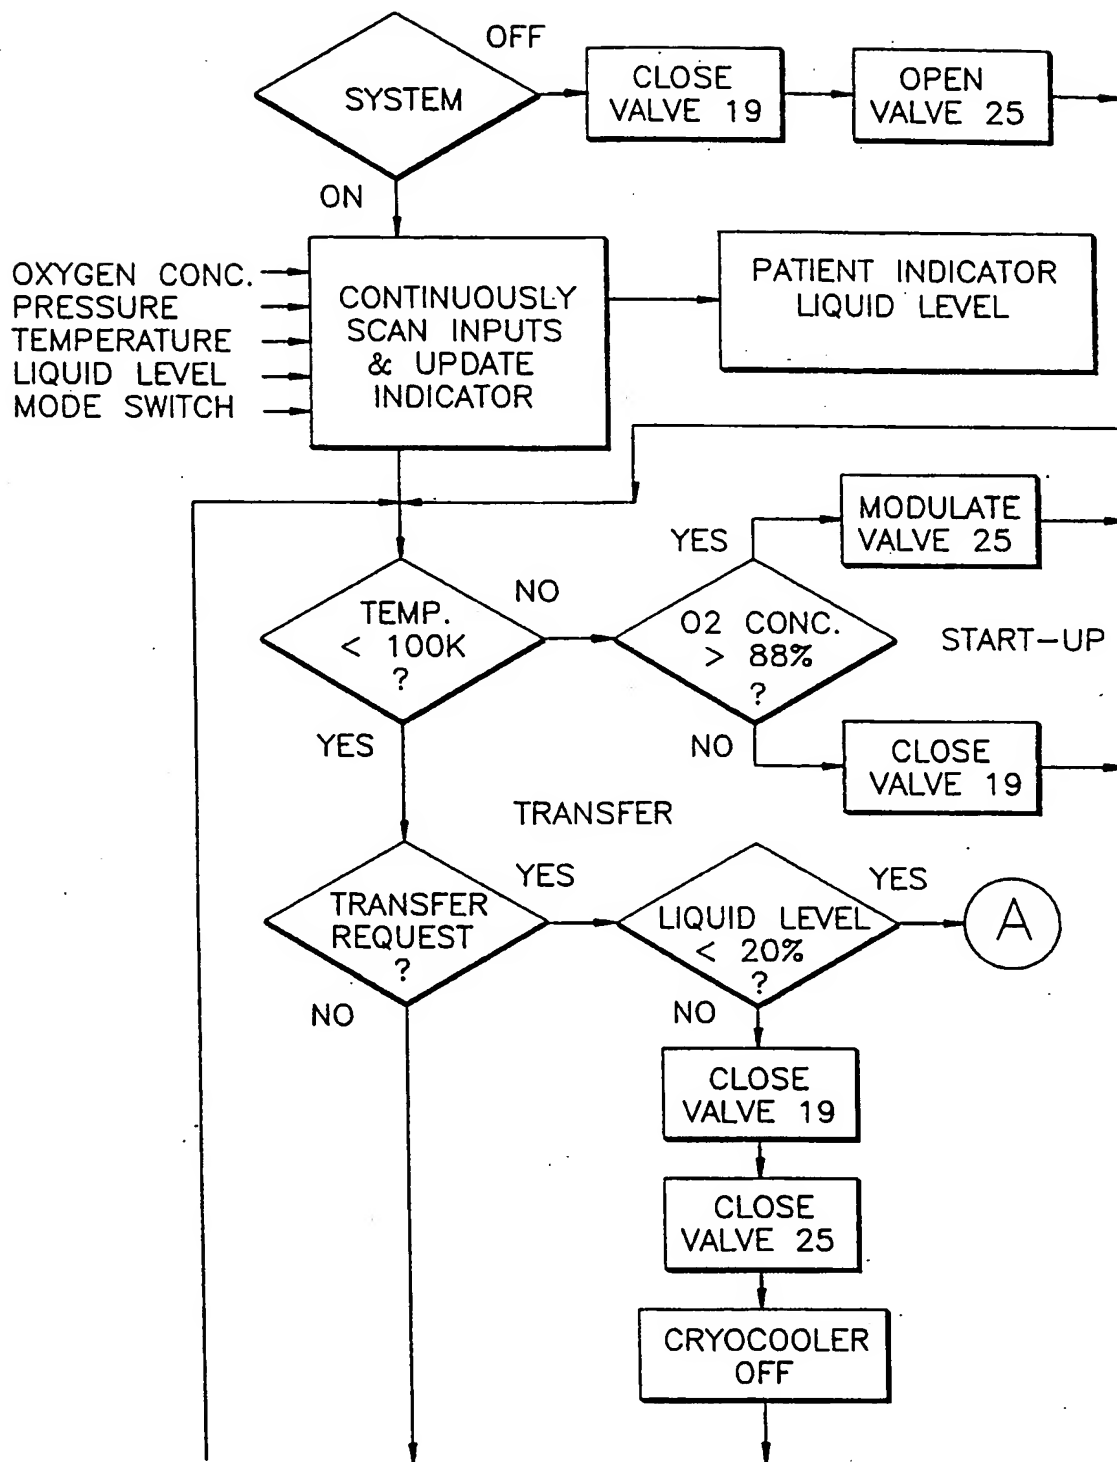 OFF
SYSTEM
CLOSE
VALVE 19
OPEN
VALVE 25
ON
OXYGEN CONC.
PRESSURE
TEMPERATURE
LIQUID LEVEL
MODE SWITCH
CONTINUOUSLY
SCAN INPUTS
& UPDATE
INDICATOR
PATIENT INDICATOR
LIQUID LEVEL
MODULATE
VALVE 25
YES
NO
TEMP.
< 100K
?
O2 CONC.
> 88%
?
START-UP
YES
NO
CLOSE
VALVE 19
TRANSFER
YES
YES
TRANSFER
REQUEST
?
LIQUID LEVEL
< 20%
?
A
NO
NO
CLOSE
VALVE 19
CLOSE
VALVE 25
CRYOCOOLER
OFF